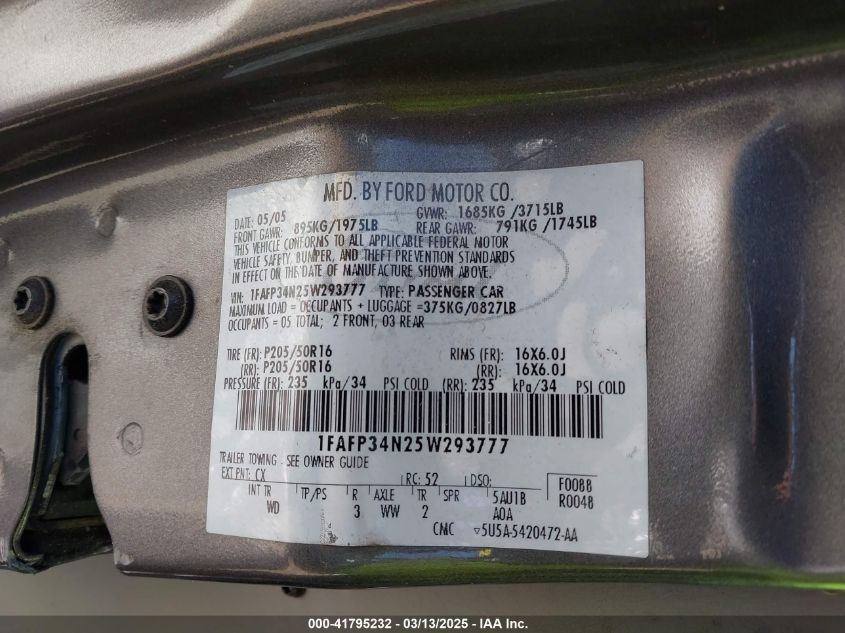 MFD. BY FORD MOTOR CO.
DATE: 05/05 GVWR: 1685KG /3715LB
FRONT GAWR: 895KG/1975LB REAR GAWR: 791KG /1745LB
THIS VEHICLE CONFORMS TO ALL APPLICABLE FEDERAL MOTOR
VEHICLE SAFETY, BUMPER, AND THEFT PREVENTION STANDARDS
IN EFFECT ON THE DATE OF MANUFACTURE SHOWN ABOVE.
VIN: 1FAFP34N25W293777 TYPE: PASSENGER CAR
MAXIMUM LOAD = OCCUPANTS + LUGGAGE =375KG/0827LB
OCCUPANTS = 05 TOTAL; 2 FRONT, 03 REAR
TIRE (FR): P205/50R16 RIMS (FR): 16X6.0J
(RR): P205/50R16 (RR): 16X6.0J
PRESSURE (FR): 235 kPa/34 PSI COLD (RR): 235 kPa/34 PSI COLD
1FAFP34N25W293777
TRAILER TOWING - SEE OWNER GUIDE
EXT PNT: CX RC: 52 DSO: F0088
INT TR TP/PS R AXLE TR SPR 5AU1B R0048
WD 3 WW 2 A0A
CMC ▽5U5A-5420472-AA
000-41795232 - 03/13/2025 - IAA Inc.